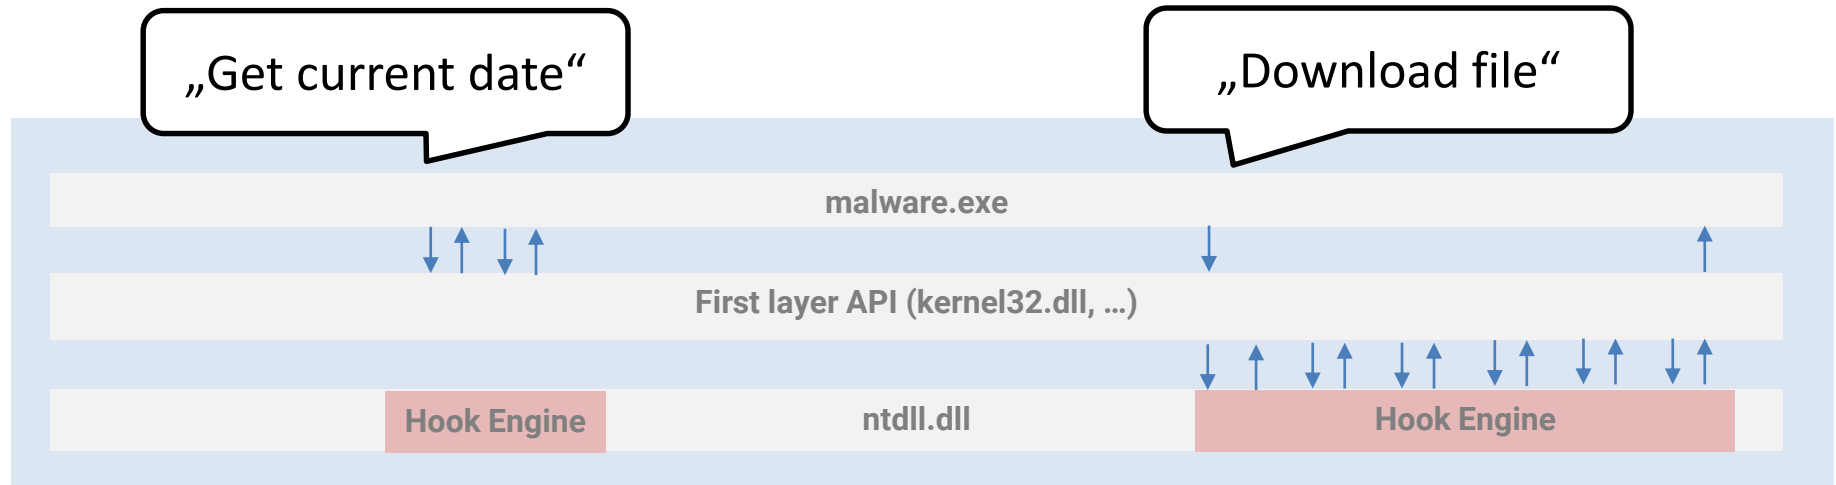 „Get current date“
„Download file“
malware.exe
First layer API (kernel32.dll, …)
Hook Engine
ntdll.dll
Hook Engine